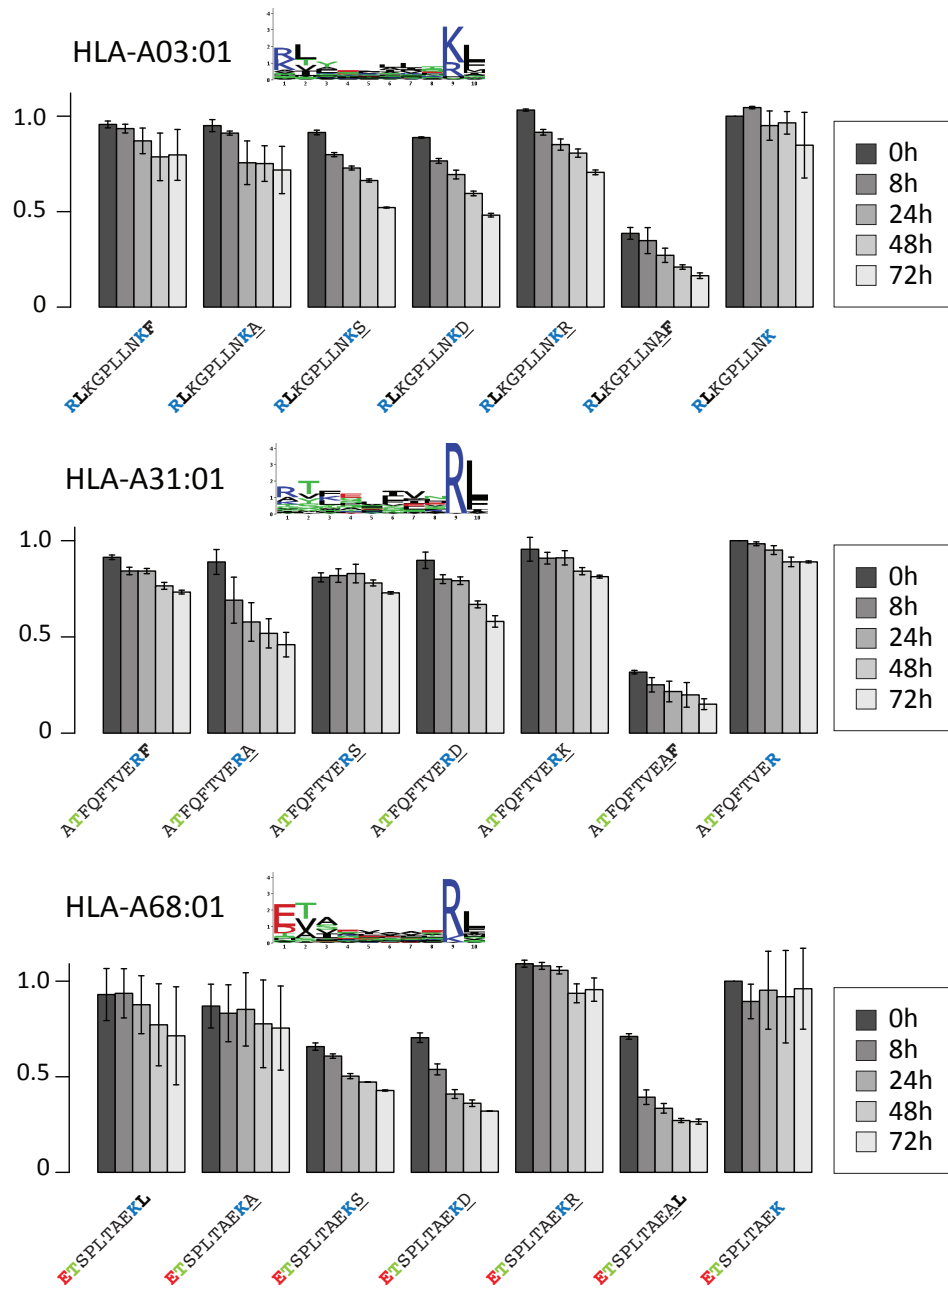 HLA-A03:01
1.0
0.5
0
0h
8h
24h
48h
72h
RLKGPLLNKF
RLKGPLLNKA
RLKGPLLNKS
RLKGPLLNKD
RLKGPLLNKR
RLKGPLLNAF
RLKGPLLNK
HLA-A31:01
1.0
0.5
0
0h
8h
24h
48h
72h
ATFQFTVERF
ATFQFTVERA
ATFQFTVERS
ATFQFTVERD
ATFQFTVERK
ATFQFTVEAF
ATFQFTVER
HLA-A68:01
1.0
0.5
0
0h
8h
24h
48h
72h
ETSPLTAEKL
ETSPLTAEKA
ETSPLTAEKS
ETSPLTAEKD
ETSPLTAEKR
ETSPLTAEAL
ETSPLTAEK